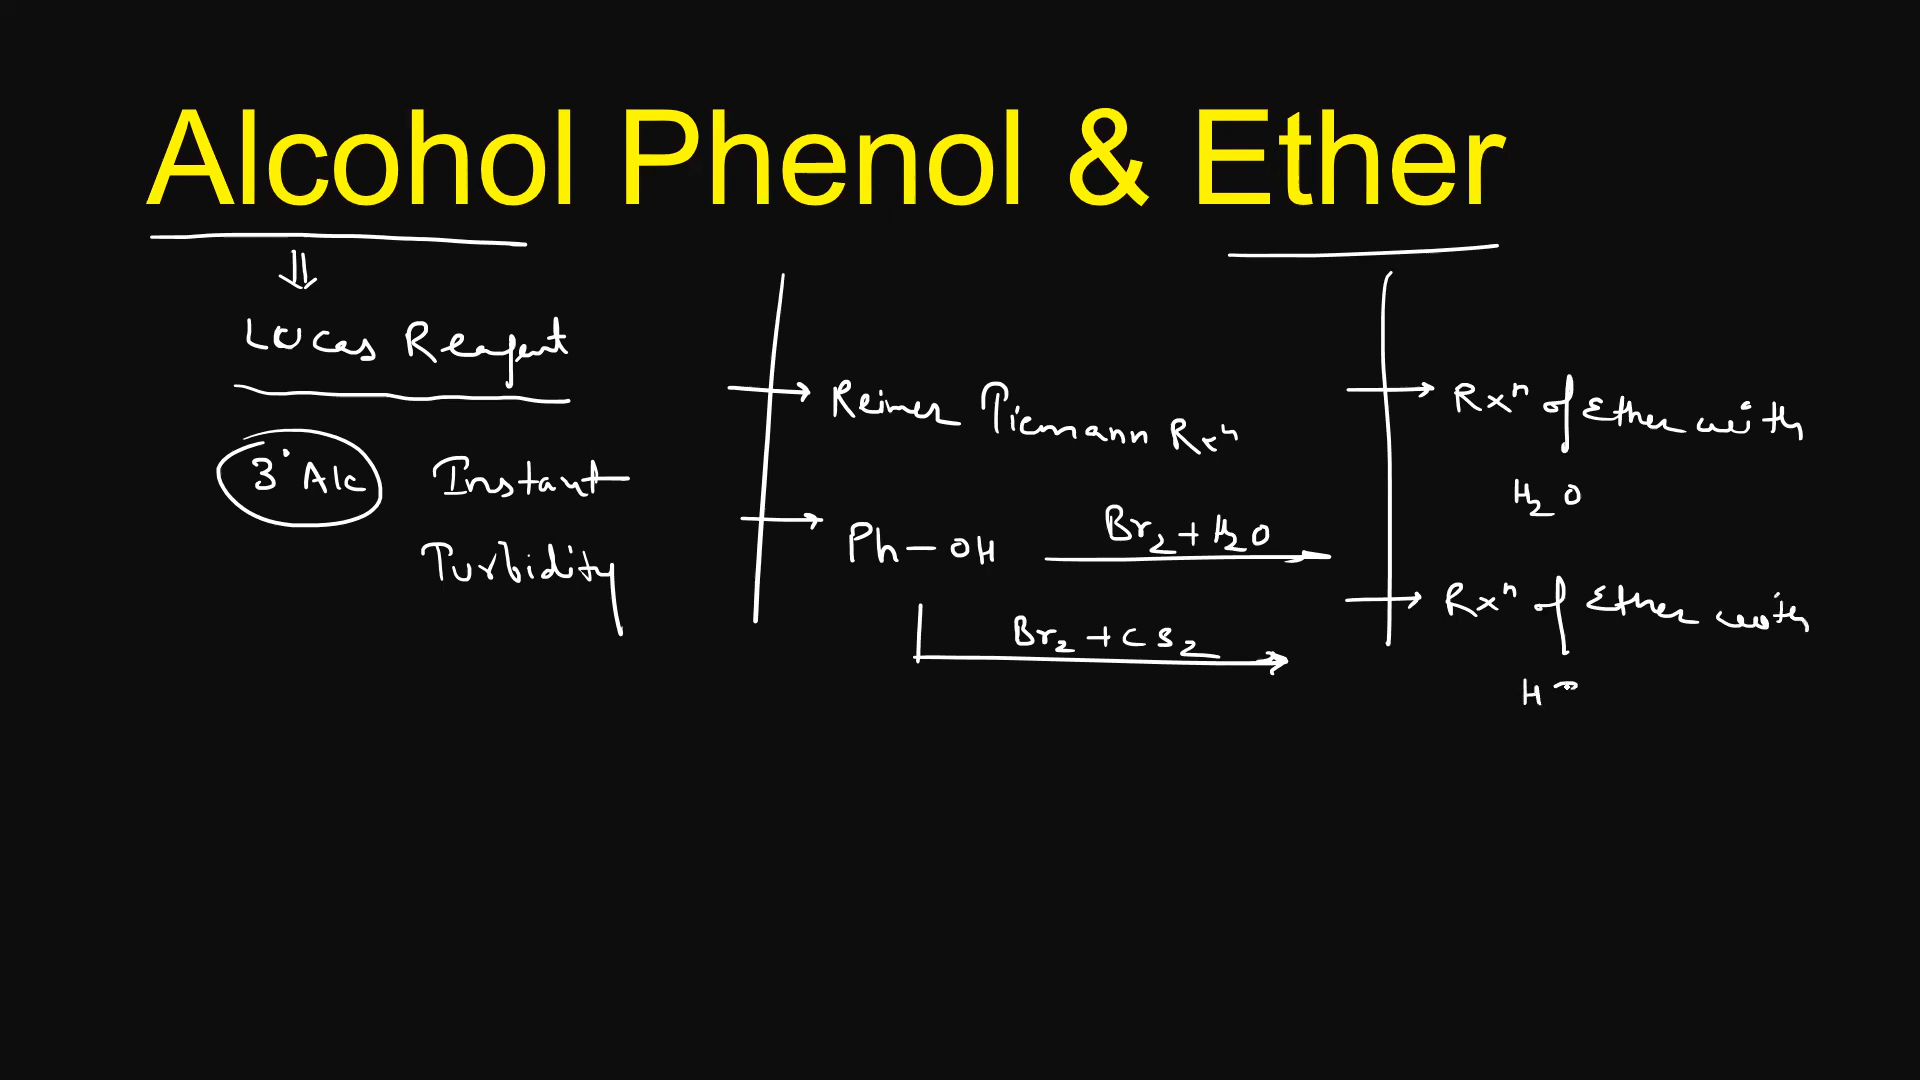 Alcohol Phenol & Ether
⇓
Lucas Reagent
3° Alc Instant
Turbidity
→ Reimer Tiemann Rxⁿ
→ Ph-OH Br₂+H₂O
Br₂+CS₂
→ Rxⁿ of Ether with
H₂O
→ Rxⁿ of Ether with
H